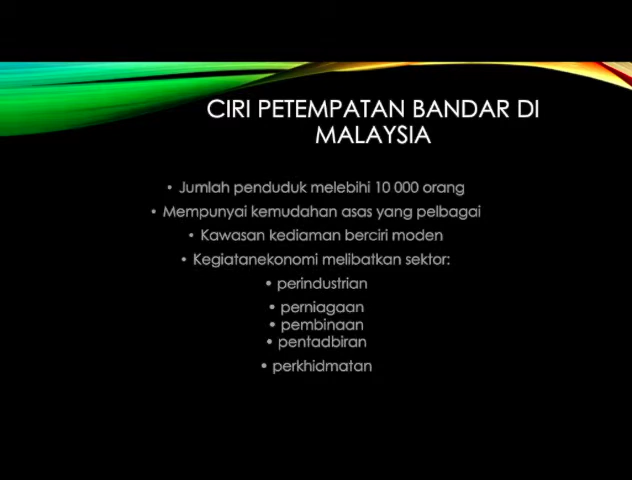 CIRI PETEMPATAN BANDAR DI
MALAYSIA
• Jumlah penduduk melebihi 10 000 orang
• Mempunyai kemudahan asas yang pelbagai
• Kawasan kediaman berciri moden
• Kegiatanekonomi melibatkan sektor:
• perindustrian
• perniagaan
• pembinaan
• pentadbiran
• perkhidmatan